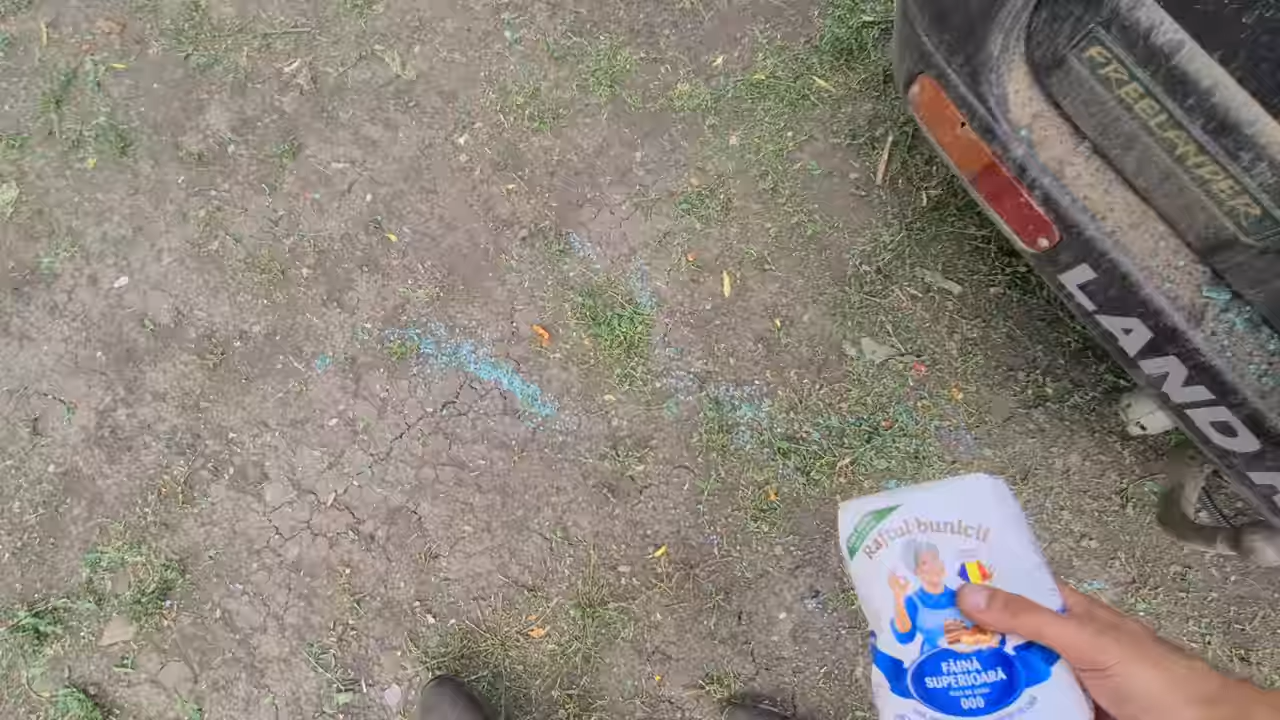 FREELANDER
LAND
Raftul bunicii
FĂINĂ
SUPERIOARĂ
000